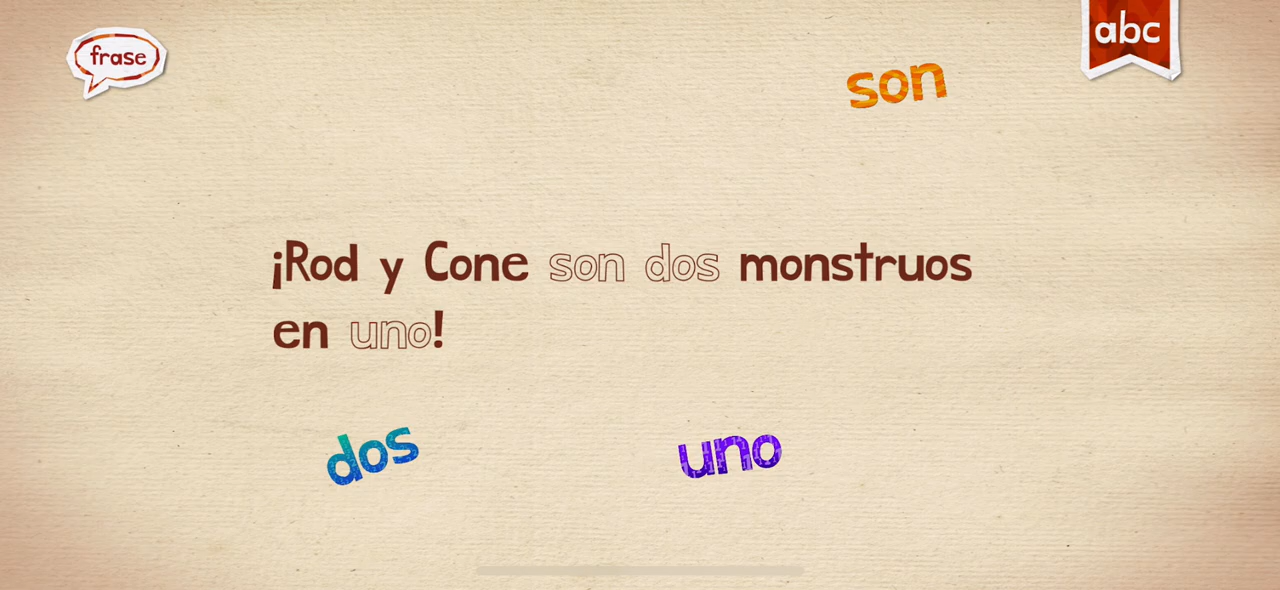 frase
abc
son
¡Rod y Cone son dos monstruos
en uno!
dos
uno